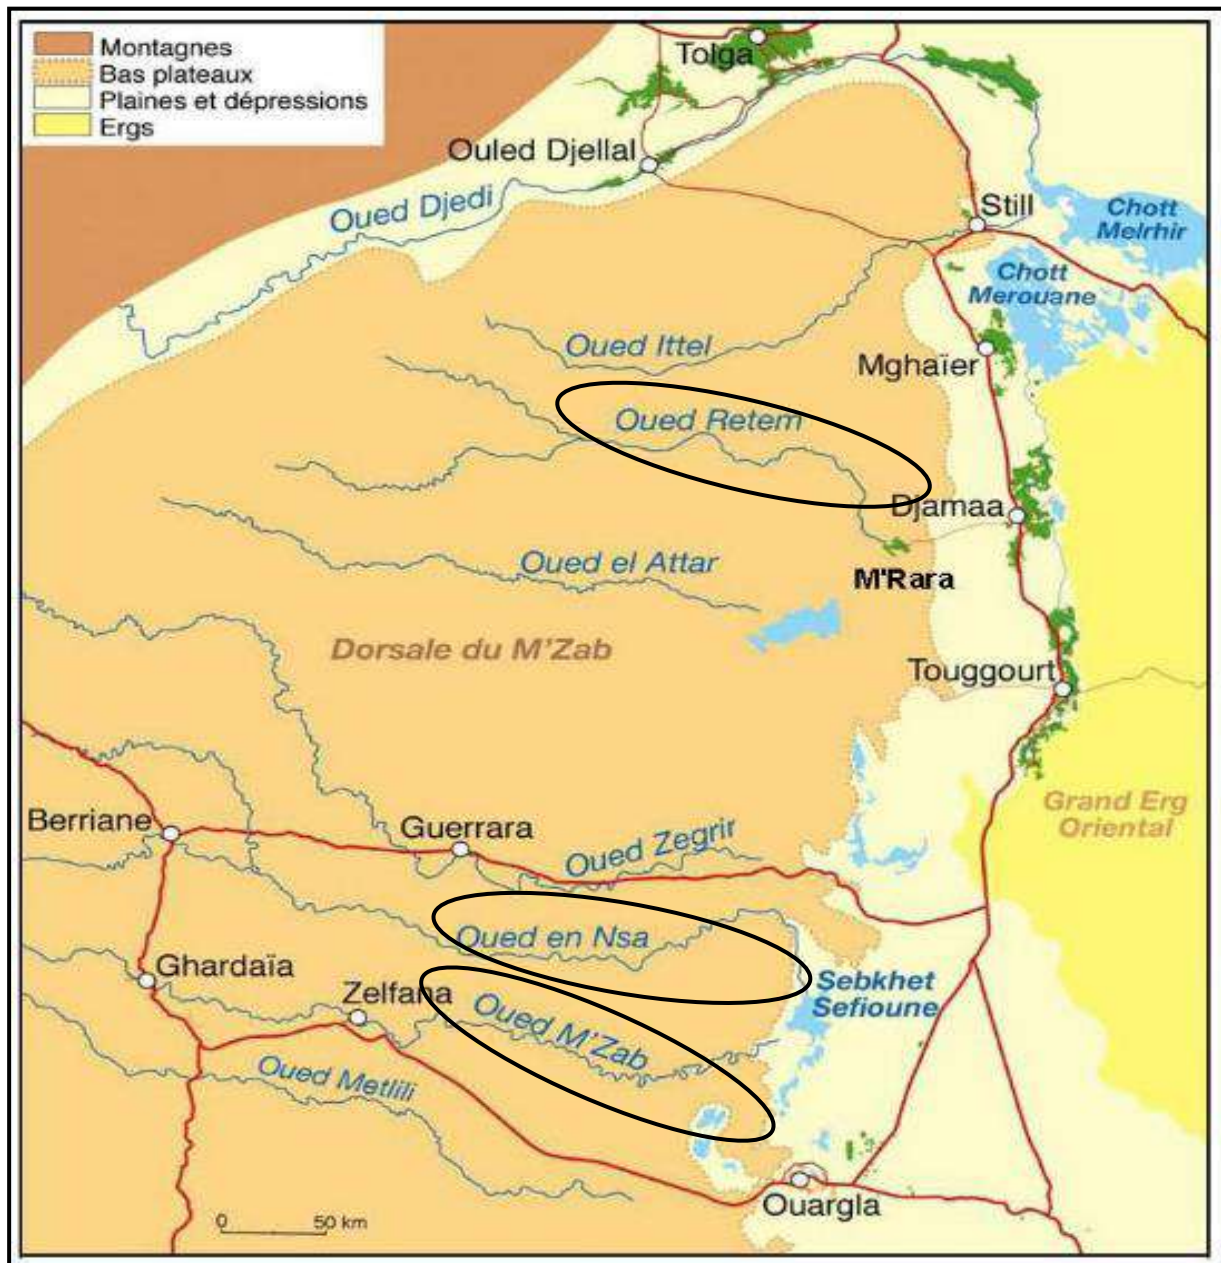 Montagnes
Bas plateaux
Plaines et dépressions
Ergs
Tolga
Ouled Djellal
Oued Djedi
Still
Chott
Melrhir
Chott
Merouane
Oued Ittel
Mghaïer
Oued Retem
Djamaa
Oued el Attar
M'Rara
Dorsale du M'Zab
Touggourt
Grand Erg
Oriental
Berriane
Guerrara
Oued Zegrir
Oued en Nsa
Ghardaïa
Zelfana
Sebkhet
Sefioune
Oued M'Zab
Oued Metlili
Ouargla
0 50 km